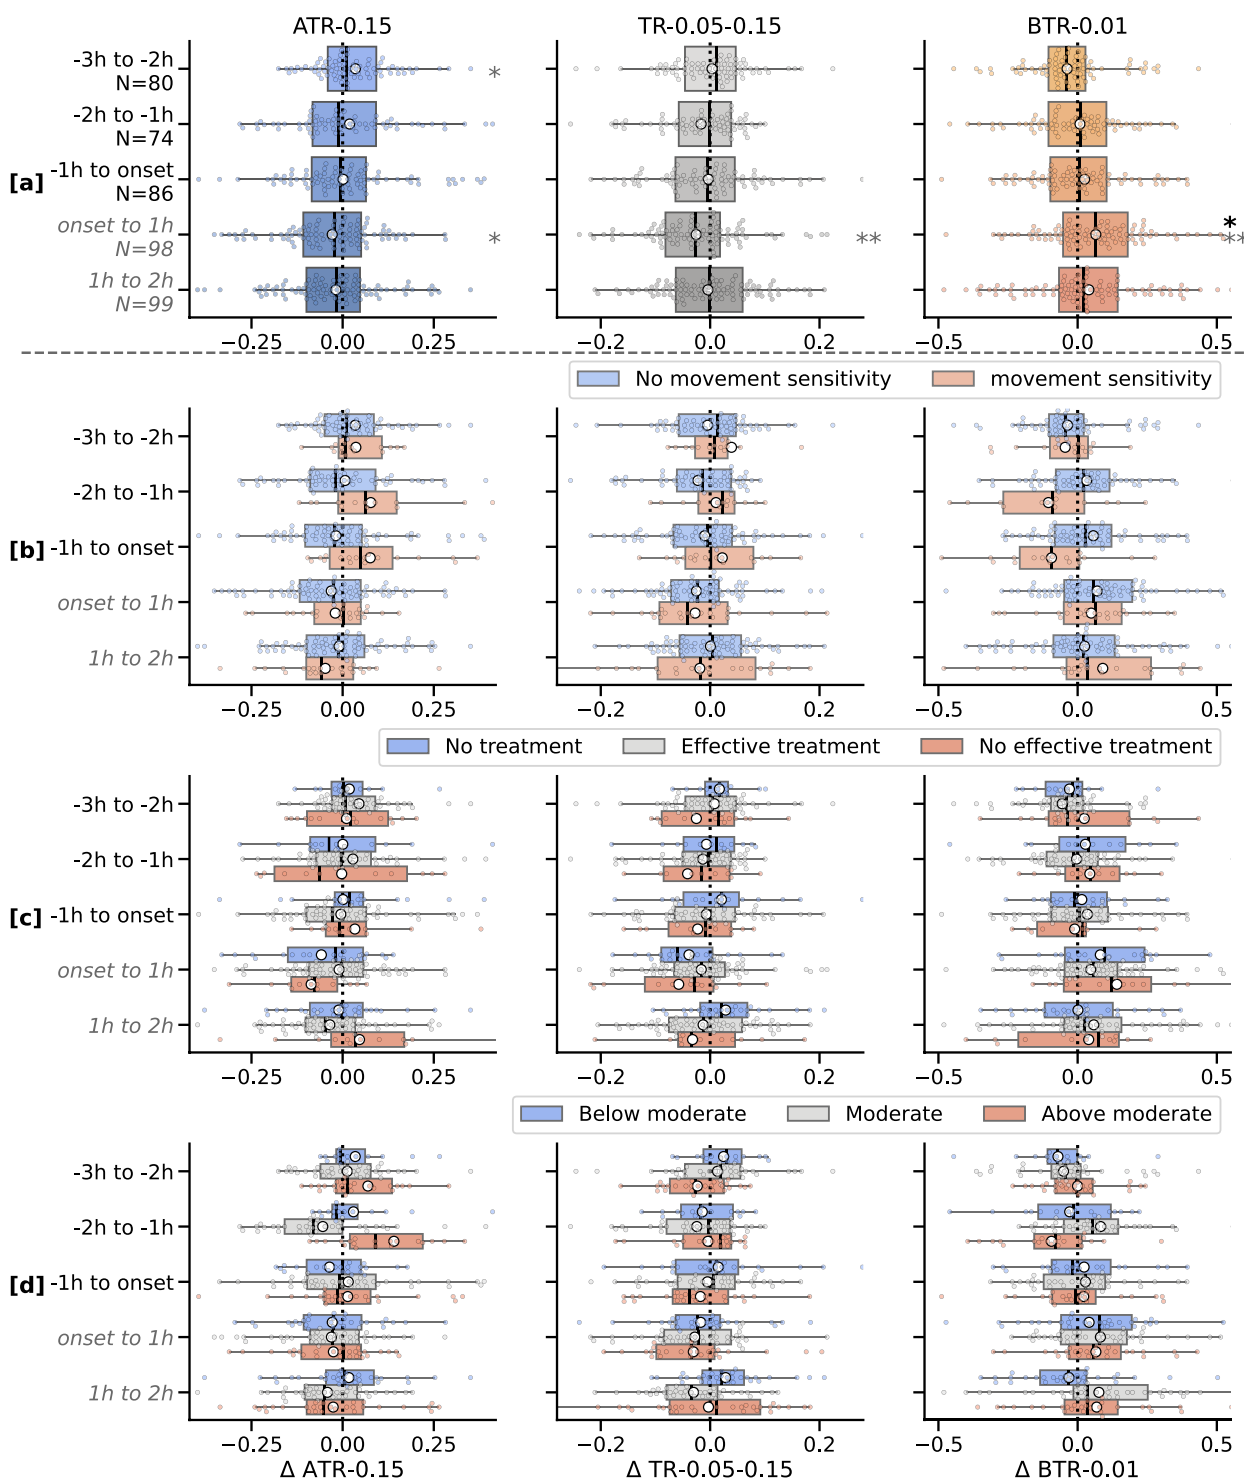 ATR-0.15 TR-0.05-0.15 BTR-0.01
-3h to -2h
N=80
*
-2h to -1h
N=74
[a] -1h to onset
N=86
onset to 1h
N=98
* ** * **
1h to 2h
N=99
−0.25 0.00 0.25 −0.2 0.0 0.2 −0.5 0.0 0.5
No movement sensitivity movement sensitivity
-3h to -2h
-2h to -1h
[b] -1h to onset
onset to 1h
1h to 2h
−0.25 0.00 0.25 −0.2 0.0 0.2 −0.5 0.0 0.5
No treatment Effective treatment No effective treatment
-3h to -2h
-2h to -1h
[c] -1h to onset
onset to 1h
1h to 2h
−0.25 0.00 0.25 −0.2 0.0 0.2 −0.5 0.0 0.5
Below moderate Moderate Above moderate
-3h to -2h
-2h to -1h
[d] -1h to onset
onset to 1h
1h to 2h
−0.25 0.00 0.25 −0.2 0.0 0.2 −0.5 0.0 0.5
Δ ATR-0.15 Δ TR-0.05-0.15 Δ BTR-0.01